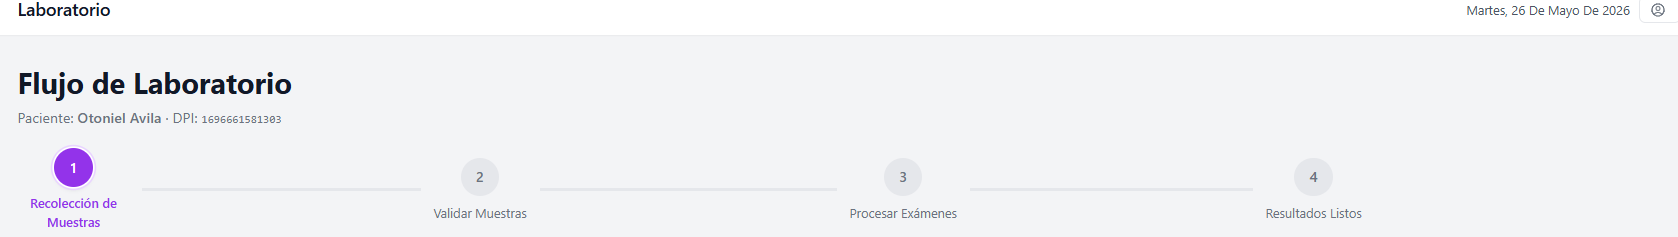 Laboratorio
Martes, 26 De Mayo De 2026
Flujo de Laboratorio
Paciente: Otoniel Avila · DPI: 1696661581303
1
2
3
4
Recolección de
Muestras
Validar Muestras
Procesar Exámenes
Resultados Listos